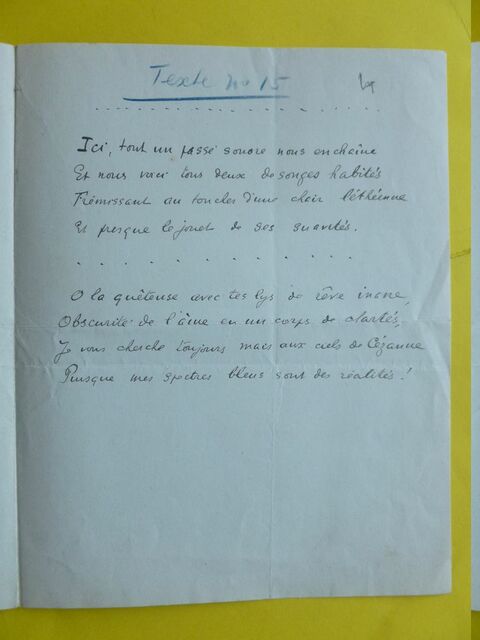 Texte no 15
. . . . . . . . . . . . . . . . . . . .
Ici, tout un passé sonore nous enchaîne
Et nous voici tous deux de songes habités
Frémissant au toucher d'une chair léthéenne
Et presque le jouet de ses suavités.
. . . . . . . . . . . . .
O la quêteuse avec tes lys de rêve inane,
Obscurité de l'âme en un corps de clartés,
Je vous cherche toujours mais aux ciels de Cézanne
Puisque mes spectres bleus sont des réalités !